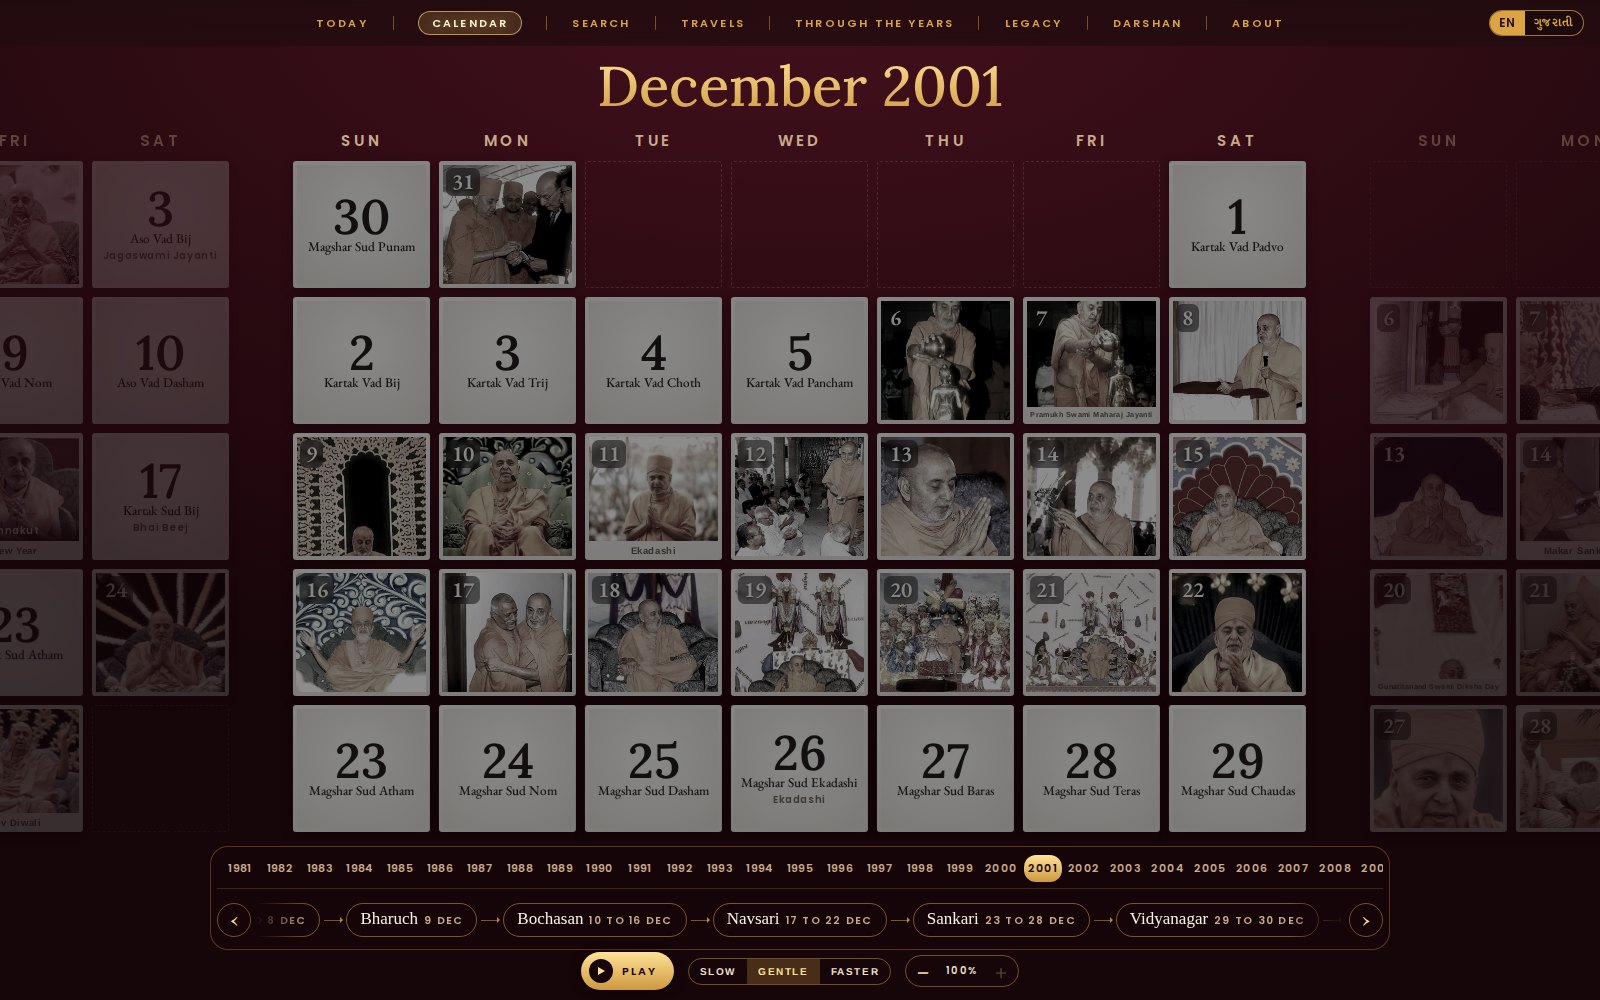 TODAY
CALENDAR
SEARCH
TRAVELS
THROUGH THE YEARS
LEGACY
DARSHAN
ABOUT
EN
ગુજરાતી
December 2001
FRI
SAT
SUN
MON
TUE
WED
THU
FRI
SAT
SUN
MON
3
Aso Vad Bij
Jagaswami Jayanti
30
Magshar Sud Punam
31
1
Kartak Vad Padvo
9
Vad Nom
10
Aso Vad Dasham
2
Kartak Vad Bij
3
Kartak Vad Trij
4
Kartak Vad Choth
5
Kartak Vad Pancham
6
7
Pramukh Swami Maharaj Jayanti
8
6
7
17
Kartak Sud Bij
Bhai Beej
9
10
11
Ekadashi
12
13
14
15
13
14
Makar Sank
nnakut
ew Year
23
Sud Atham
24
16
17
18
19
20
21
22
20
Gunatitanand Swami Diksha Day
21
v Diwali
23
Magshar Sud Atham
24
Magshar Sud Nom
25
Magshar Sud Dasham
26
Magshar Sud Ekadashi
Ekadashi
27
Magshar Sud Baras
28
Magshar Sud Teras
29
Magshar Sud Chaudas
27
28
1981 1982 1983 1984 1985 1986 1987 1988 1989 1990 1991 1992 1993 1994 1995 1996 1997 1998 1999 2000 2001 2002 2003 2004 2005 2006 2007 2008 200
8 DEC
Bharuch 9 DEC
Bochasan 10 TO 16 DEC
Navsari 17 TO 22 DEC
Sankari 23 TO 28 DEC
Vidyanagar 29 TO 30 DEC
PLAY
SLOW
GENTLE
FASTER
− 100% +